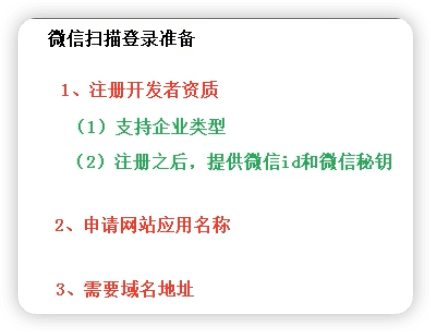 微信扫描登录准备
1、注册开发者资质
（1）支持企业类型
（2）注册之后，提供微信id和微信秘钥
2、申请网站应用名称
3、需要域名地址